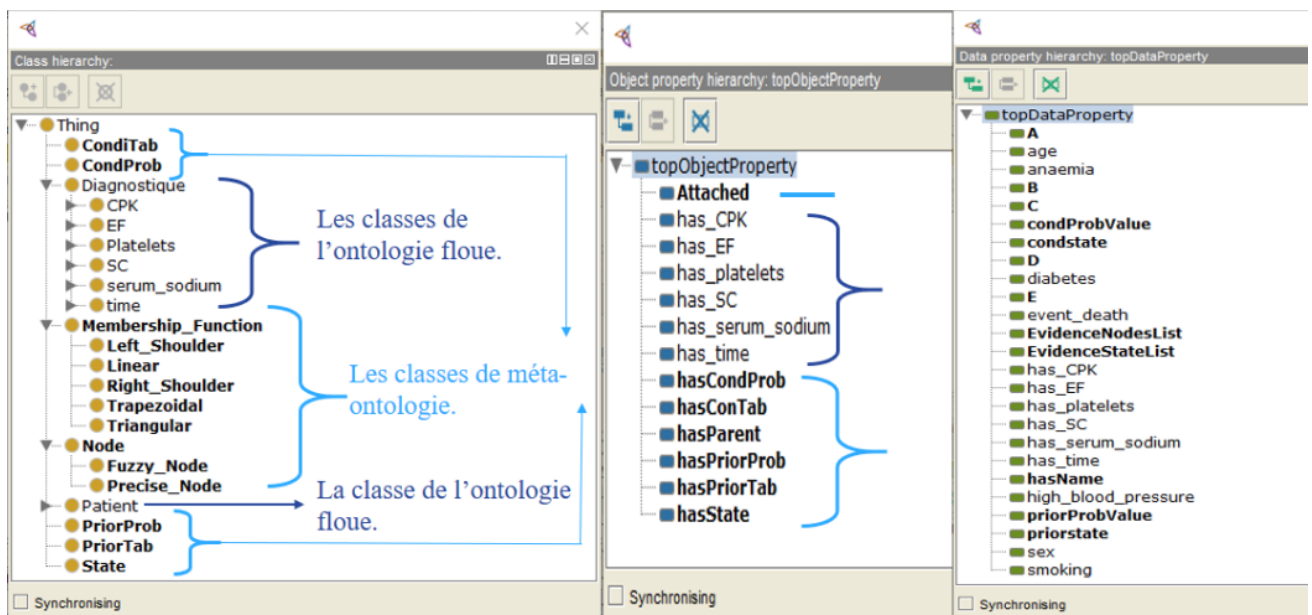 Class hierarchy:
Thing
CondiTab
CondProb
Diagnostique
CPK
EF
Platelets
SC
serum_sodium
time
Membership_Function
Left_Shoulder
Linear
Right_Shoulder
Trapezoidal
Triangular
Node
Fuzzy_Node
Precise_Node
Patient
PriorProb
PriorTab
State
Les classes de
l'ontologie floue.
Les classes de méta-
ontologie.
La classe de l'ontologie
floue.
Synchronising
Object property hierarchy: topObjectProperty
topObjectProperty
Attached
has_CPK
has_EF
has_platelets
has_SC
has_serum_sodium
has_time
hasCondProb
hasConTab
hasParent
hasPriorProb
hasPriorTab
hasState
Synchronising
Data property hierarchy: topDataProperty
topDataProperty
A
age
anaemia
B
C
condProbValue
condstate
D
diabetes
E
event_death
EvidenceNodesList
EvidenceStateList
has_CPK
has_EF
has_platelets
has_SC
has_serum_sodium
has_time
hasName
high_blood_pressure
priorProbValue
priorstate
sex
smoking
Synchronising